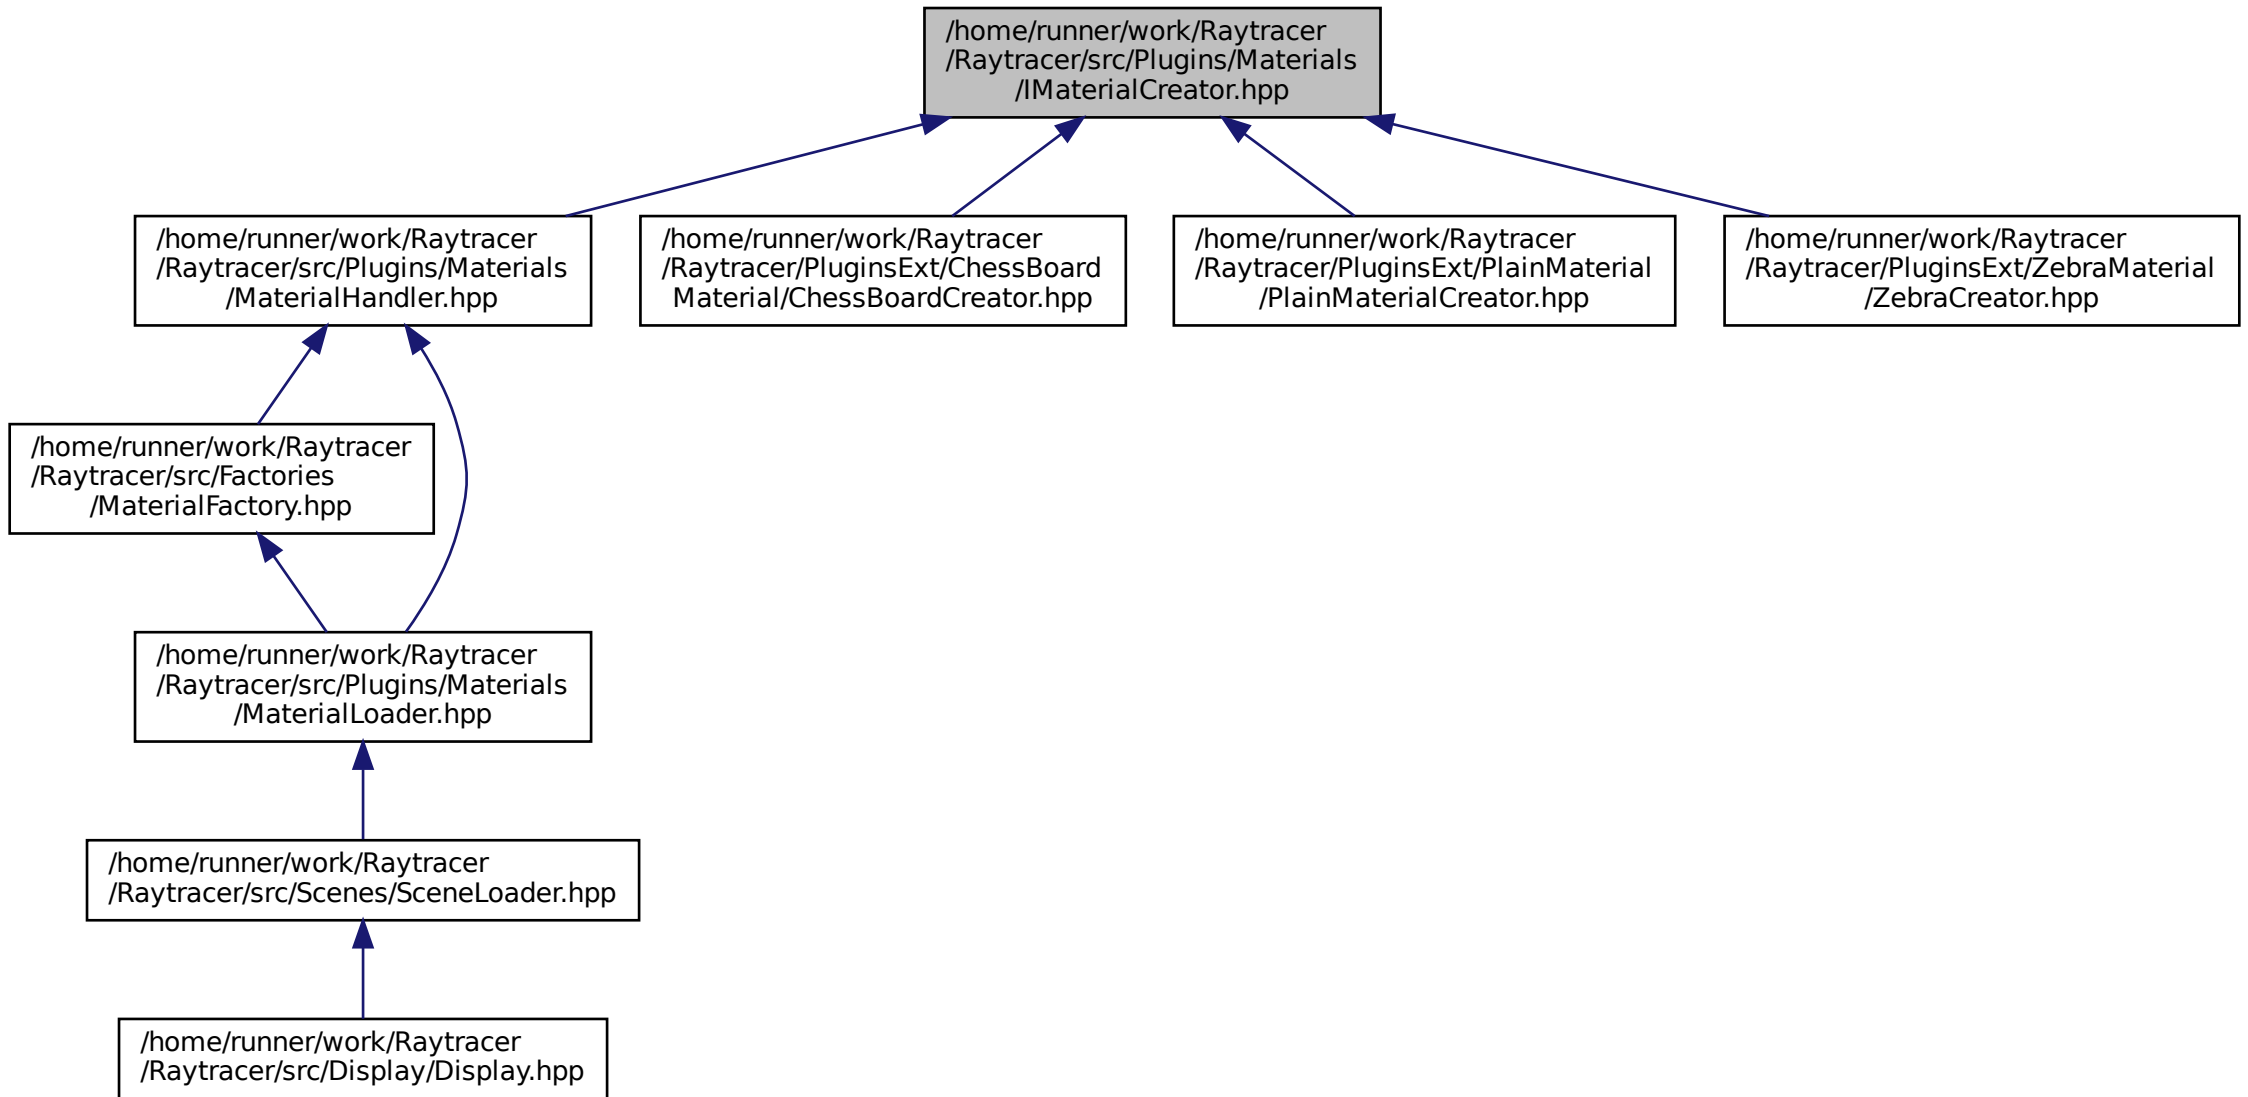 /home/runner/work/Raytracer
/Raytracer/src/Plugins/Materials
/IMaterialCreator.hpp
/home/runner/work/Raytracer
/Raytracer/src/Plugins/Materials
/MaterialHandler.hpp
/home/runner/work/Raytracer
/Raytracer/PluginsExt/ChessBoard
Material/ChessBoardCreator.hpp
/home/runner/work/Raytracer
/Raytracer/PluginsExt/PlainMaterial
/PlainMaterialCreator.hpp
/home/runner/work/Raytracer
/Raytracer/PluginsExt/ZebraMaterial
/ZebraCreator.hpp
/home/runner/work/Raytracer
/Raytracer/src/Factories
/MaterialFactory.hpp
/home/runner/work/Raytracer
/Raytracer/src/Plugins/Materials
/MaterialLoader.hpp
/home/runner/work/Raytracer
/Raytracer/src/Scenes/SceneLoader.hpp
/home/runner/work/Raytracer
/Raytracer/src/Display/Display.hpp